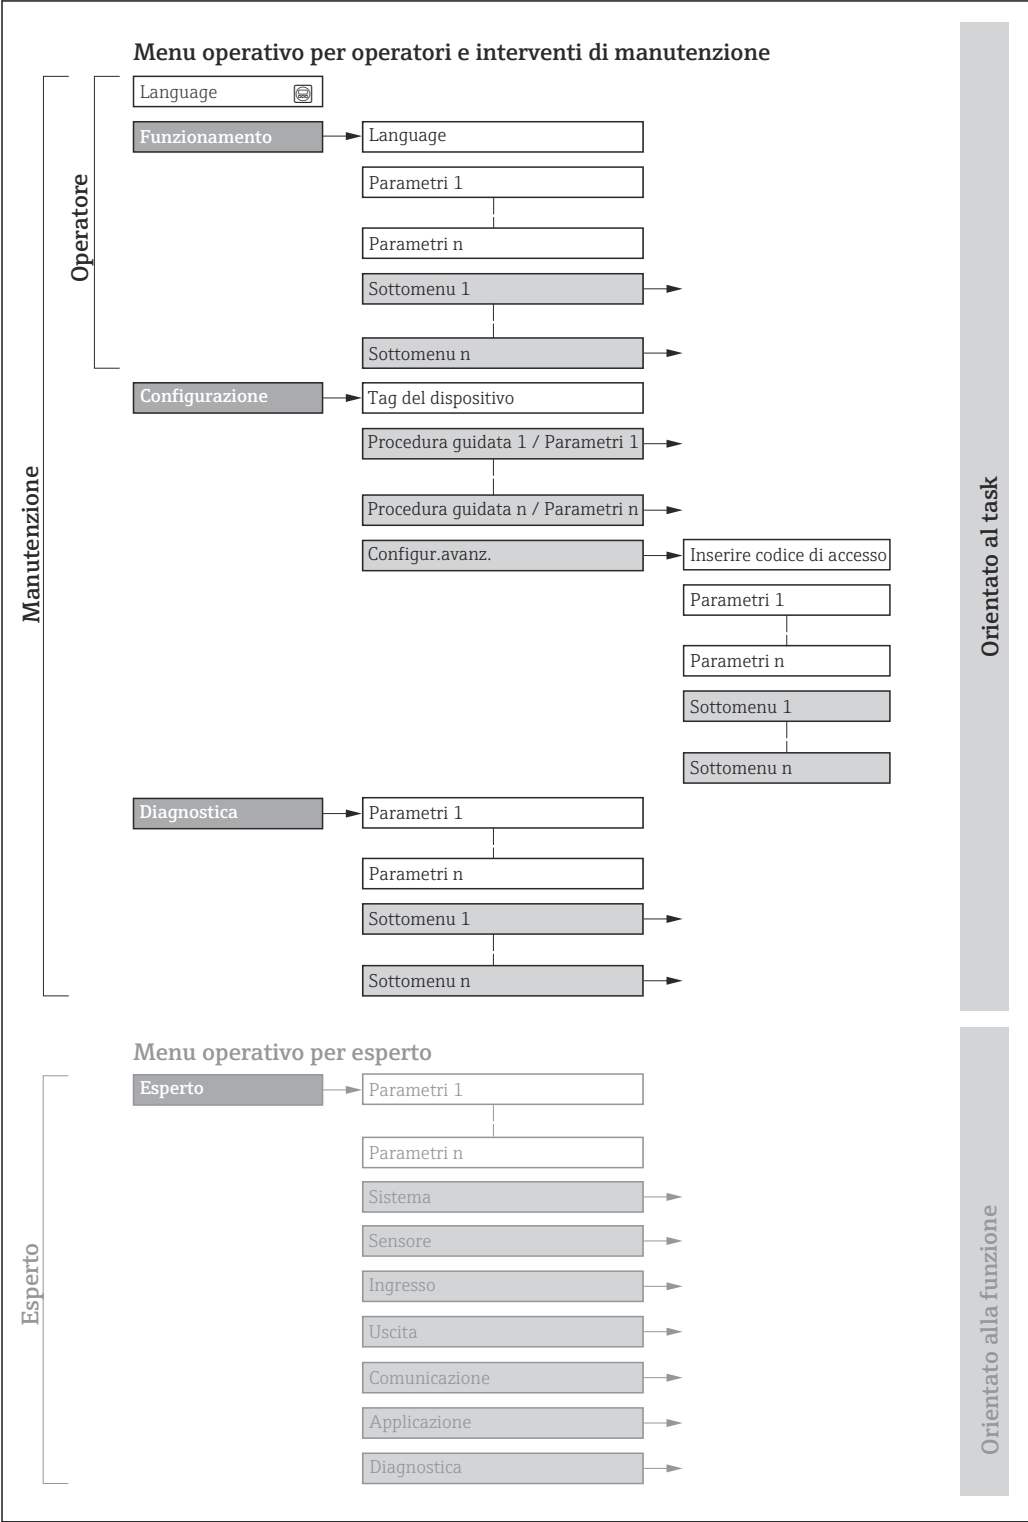 Menu operativo per operatori e interventi di manutenzione
Manutenzione
Operatore
Language
Funzionamento
Language
Parametri 1
Parametri n
Sottomenu 1
Sottomenu n
Configurazione
Tag del dispositivo
Procedura guidata 1 / Parametri 1
Procedura guidata n / Parametri n
Configur.avanz.
Inserire codice di accesso
Parametri 1
Parametri n
Sottomenu 1
Sottomenu n
Diagnostica
Parametri 1
Parametri n
Sottomenu 1
Sottomenu n
Orientato al task
Menu operativo per esperto
Esperto
Esperto
Parametri 1
Parametri n
Sistema
Sensore
Ingresso
Uscita
Comunicazione
Applicazione
Diagnostica
Orientato alla funzione